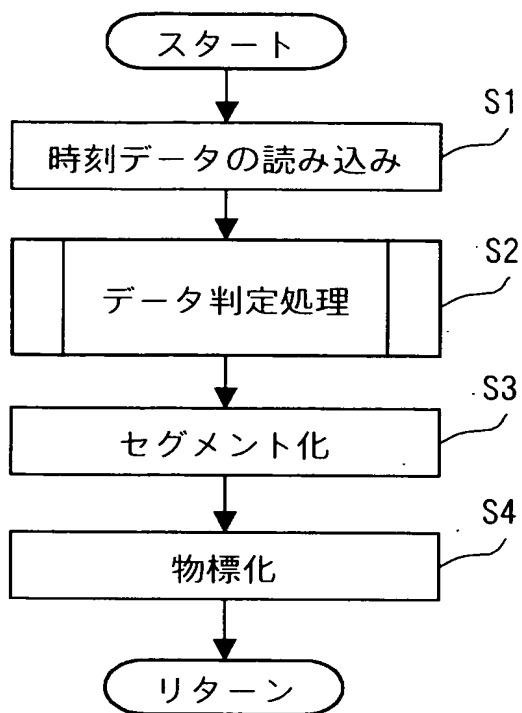 スタート
S1
時刻データの読み込み
S2
データ判定処理
S3
セグメント化
S4
物標化
リターン